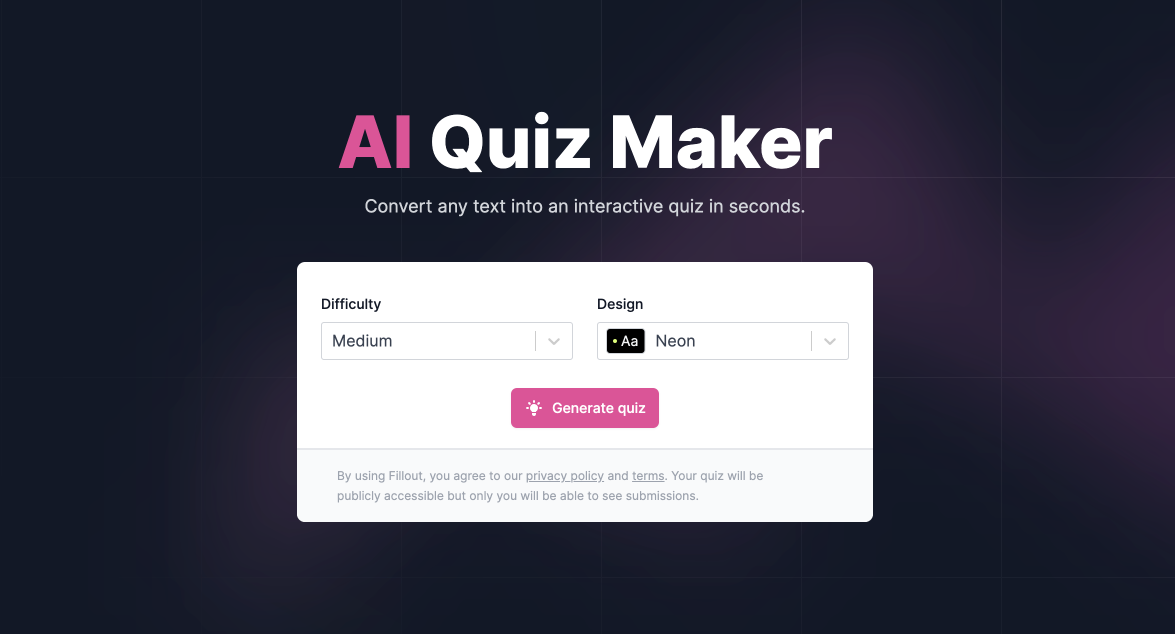 AI Quiz Maker
Convert any text into an interactive quiz in seconds.
Difficulty
Design
Medium
Aa Neon
Generate quiz
By using Fillout, you agree to our privacy policy and terms. Your quiz will be
publicly accessible but only you will be able to see submissions.